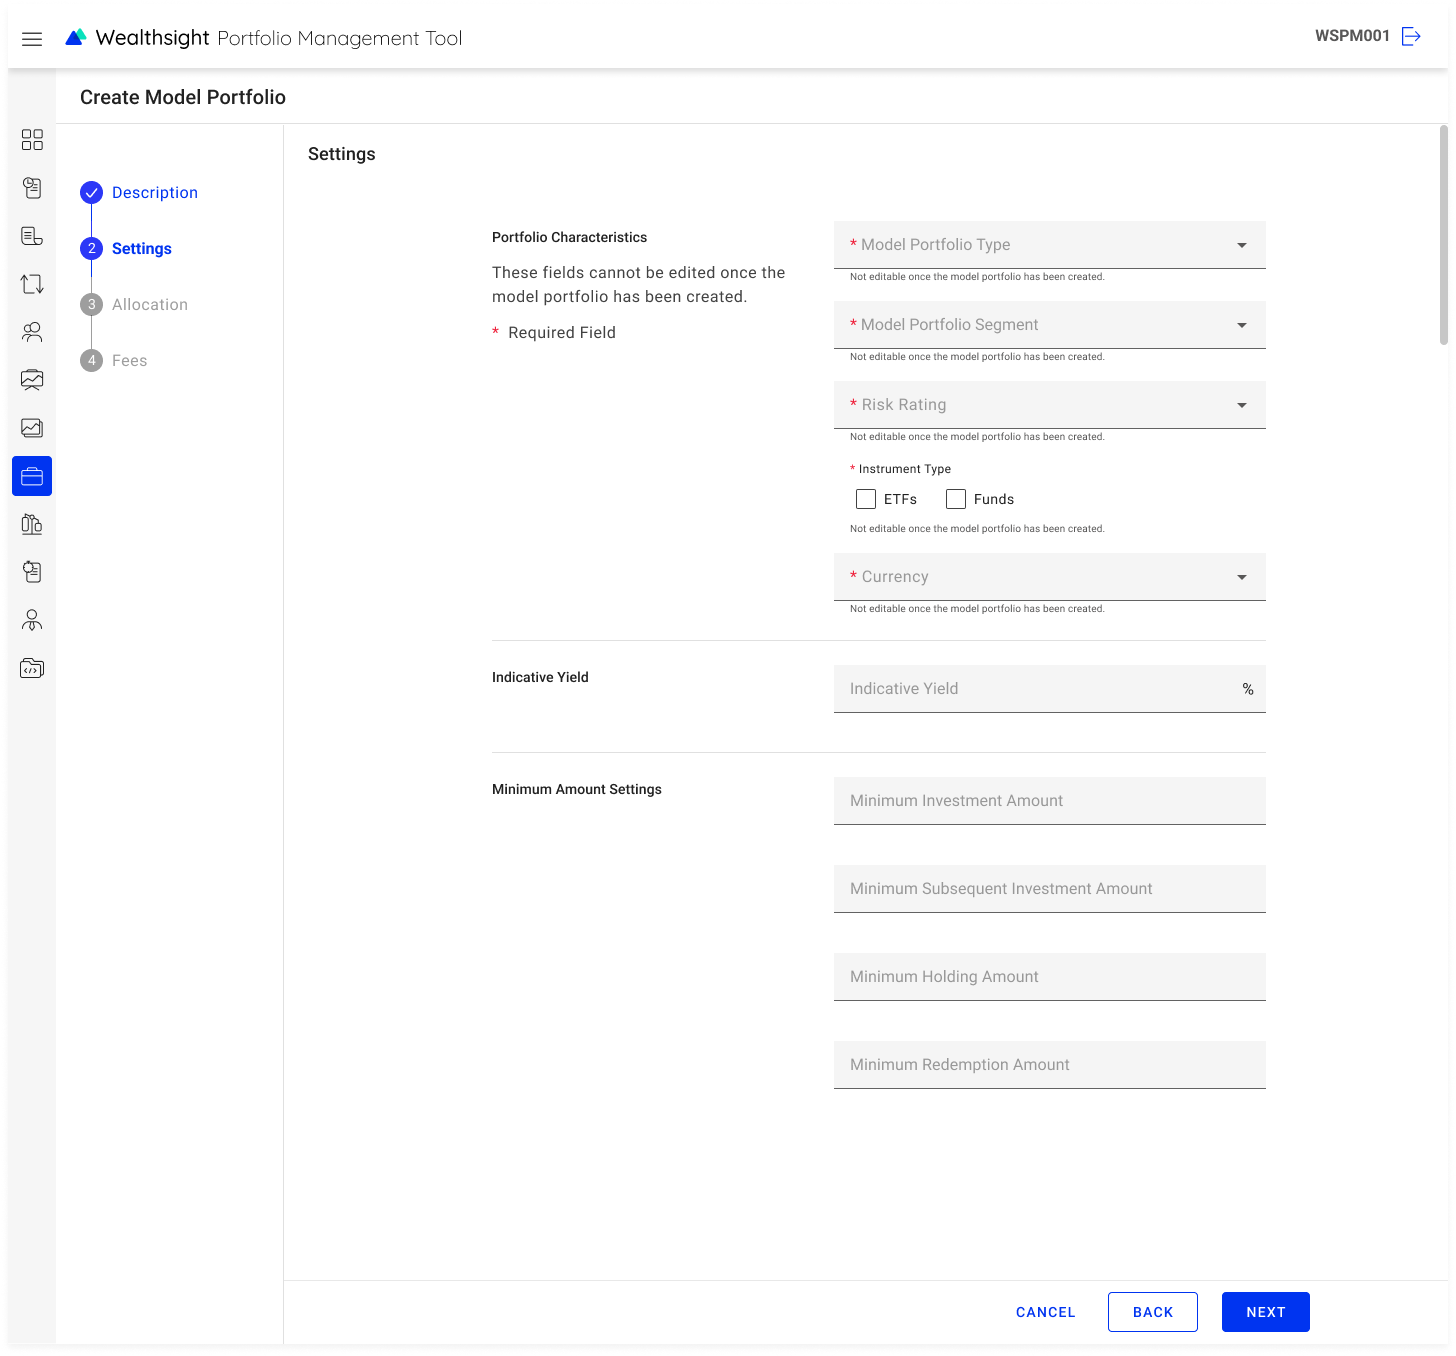 Wealthsight Portfolio Management Tool
WSPM001
Create Model Portfolio
Description
2 Settings
3 Allocation
4 Fees
Settings
Portfolio Characteristics
These fields cannot be edited once the
model portfolio has been created.
* Required Field
* Model Portfolio Type
Not editable once the model portfolio has been created.
* Model Portfolio Segment
Not editable once the model portfolio has been created.
* Risk Rating
Not editable once the model portfolio has been created.
* Instrument Type
ETFs Funds
Not editable once the model portfolio has been created.
* Currency
Not editable once the model portfolio has been created.
Indicative Yield
Indicative Yield %
Minimum Amount Settings
Minimum Investment Amount
Minimum Subsequent Investment Amount
Minimum Holding Amount
Minimum Redemption Amount
CANCEL BACK NEXT